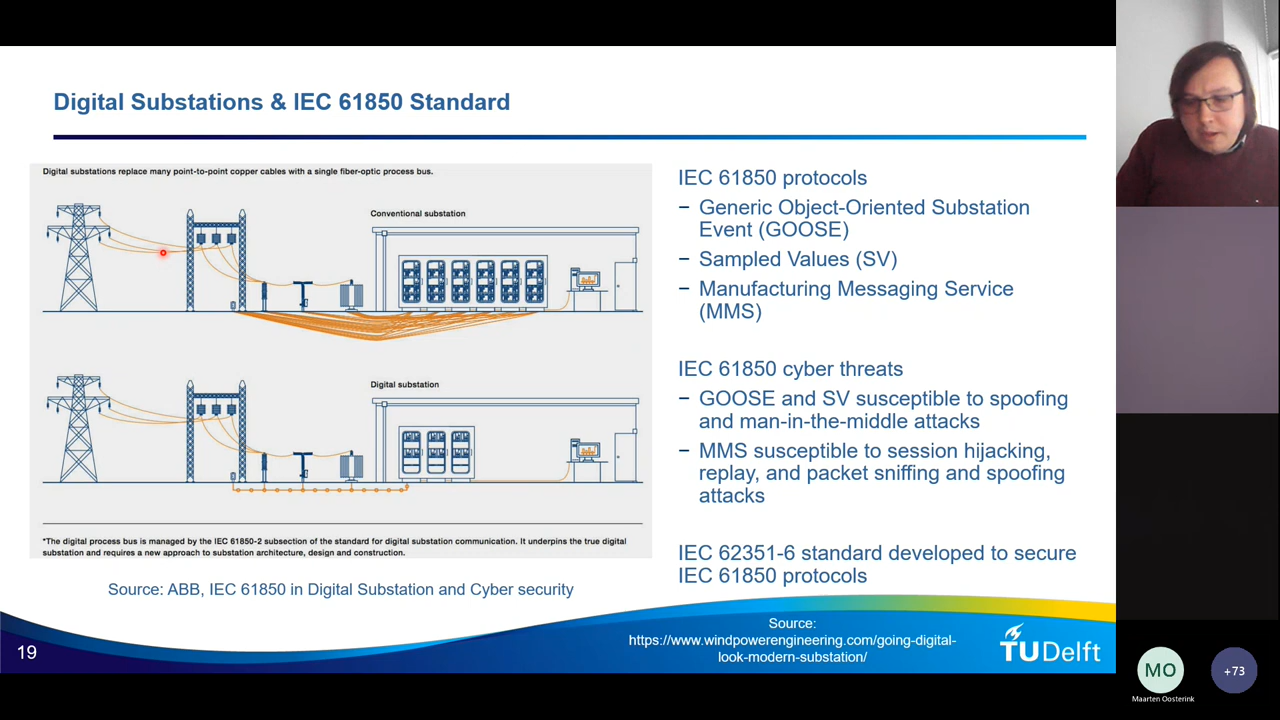 Digital Substations & IEC 61850 Standard
Digital substations replace many point-to-point copper cables with a single fiber-optic process bus.
Conventional substation
Digital substation
*The digital process bus is managed by the IEC 61850-2 subsection of the standard for digital substation communication. It underpins the true digital
substation and requires a new approach to substation architecture, design and construction.
Source: ABB, IEC 61850 in Digital Substation and Cyber security
IEC 61850 protocols
− Generic Object-Oriented Substation
Event (GOOSE)
− Sampled Values (SV)
− Manufacturing Messaging Service
(MMS)
IEC 61850 cyber threats
− GOOSE and SV susceptible to spoofing
and man-in-the-middle attacks
− MMS susceptible to session hijacking,
replay, and packet sniffing and spoofing
attacks
IEC 62351-6 standard developed to secure
IEC 61850 protocols
19
Source:
https://www.windpowerengineering.com/going-digital-
look-modern-substation/
TUDelft
MO
Maarten Oosterink
+73